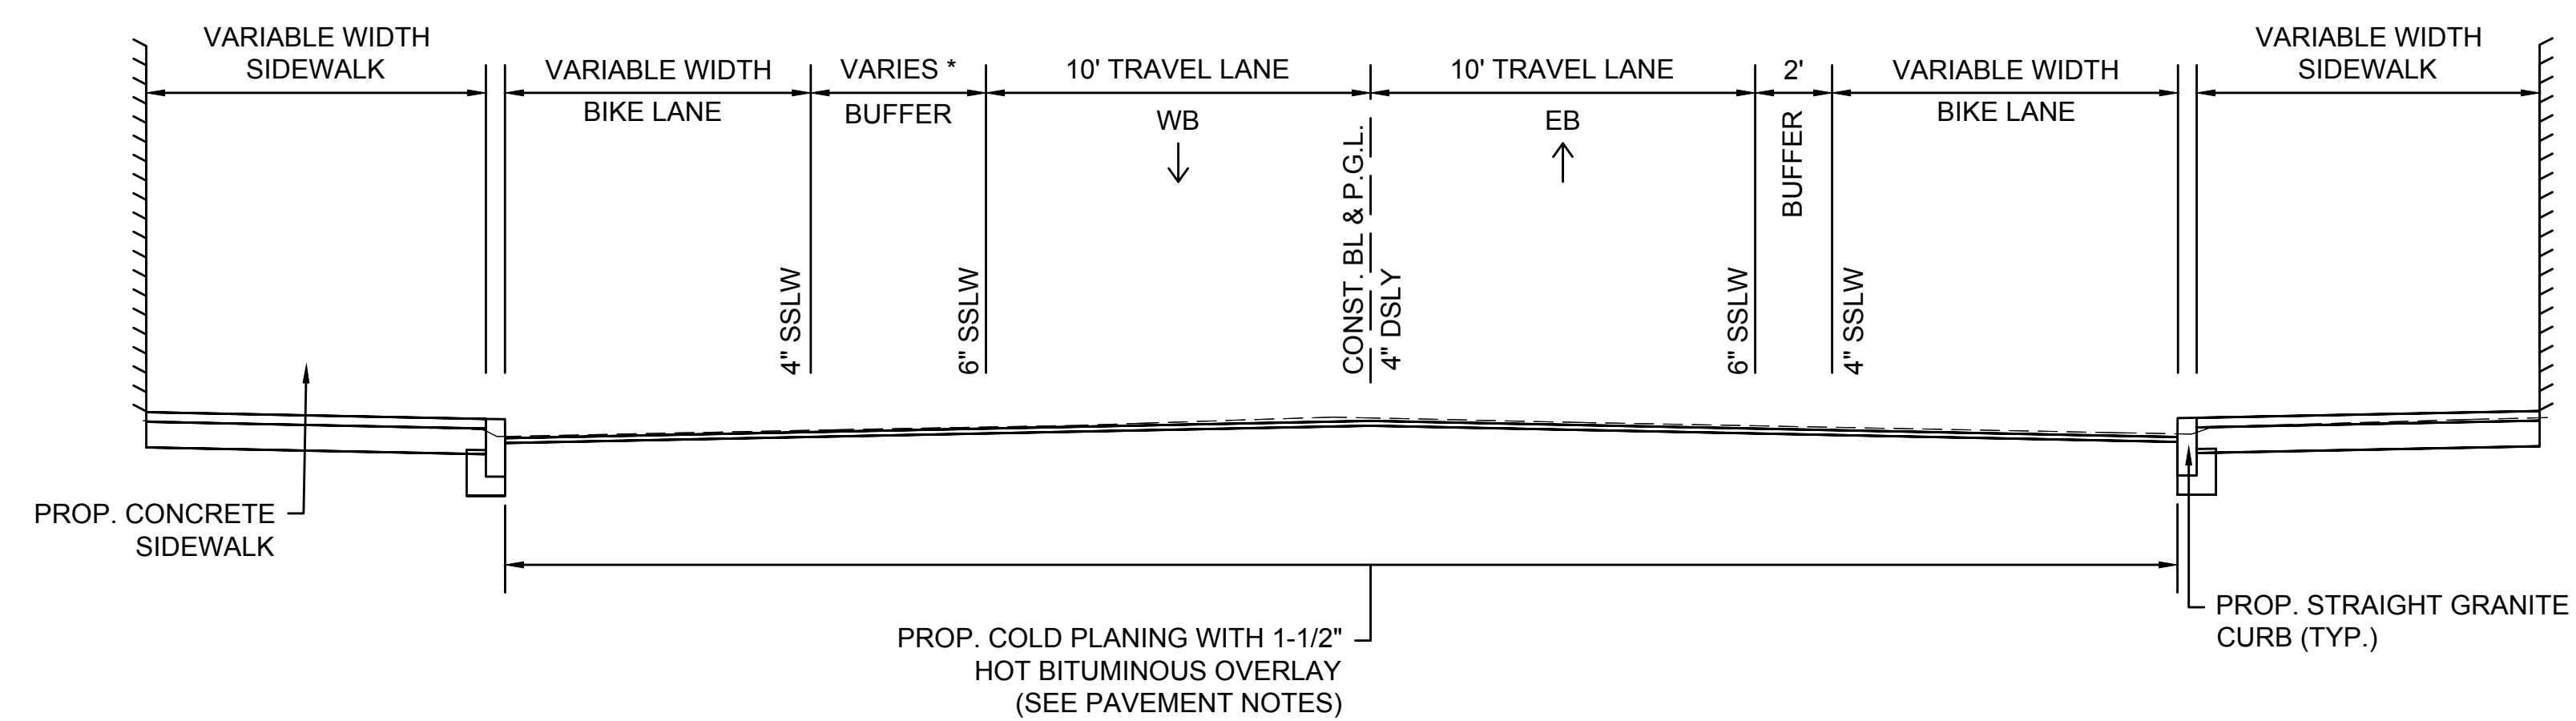 VARIABLE WIDTH
SIDEWALK
VARIABLE WIDTH
BIKE LANE
VARIES *
BUFFER
10' TRAVEL LANE
WB
10' TRAVEL LANE
EB
2'
BUFFER
VARIABLE WIDTH
BIKE LANE
VARIABLE WIDTH
SIDEWALK
4" SSLW
6" SSLW
CONST. BL & P.G.L.
4" DSLY
6" SSLW
4" SSLW
PROP. CONCRETE
SIDEWALK
PROP. COLD PLANING WITH 1-1/2"
HOT BITUMINOUS OVERLAY
(SEE PAVEMENT NOTES)
PROP. STRAIGHT GRANITE
CURB (TYP.)